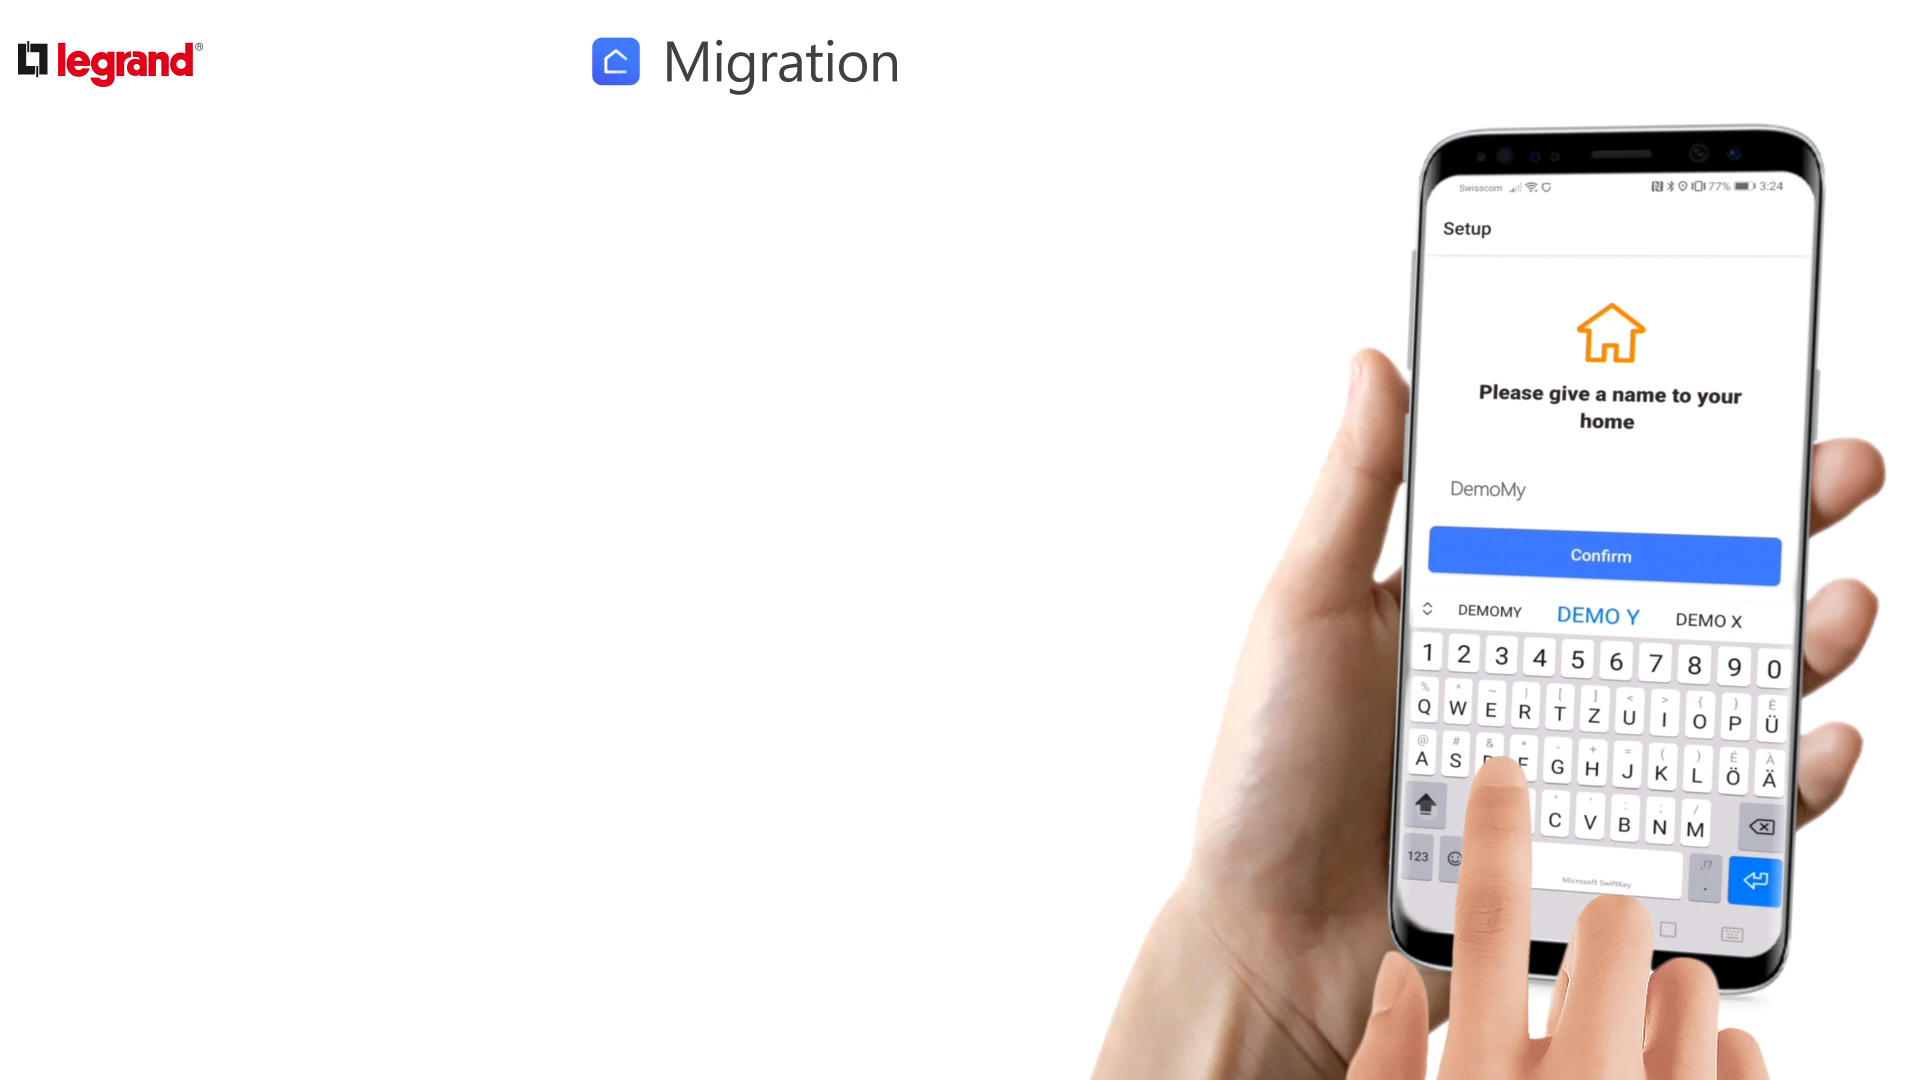 legrand®
Migration
Swisscom 77% 3:24
Setup
Please give a name to your
home
DemoMy
Confirm
DEMOMY DEMO Y DEMO X
1 2 3 4 5 6 7 8 9 0
% ^ ~ | [ ] < > { } È
Q W E R T Z U I O P Ü
@ # & * - + = ( ) É À
A S D F G H J K L Ö Ä
" ' : ; /
C V B N M
123 ,!? .
Microsoft SwiftKey